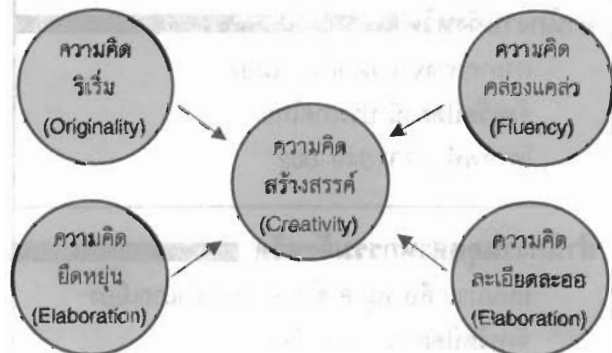 ความคิด
ริเริ่ม
(Originality)
ความคิด
คล่องแคล่ว
(Fluency)
ความคิด
สร้างสรรค์
(Creativity)
ความคิด
ยืดหยุ่น
(Elaboration)
ความคิด
ละเอียดละออ
(Elaboration)